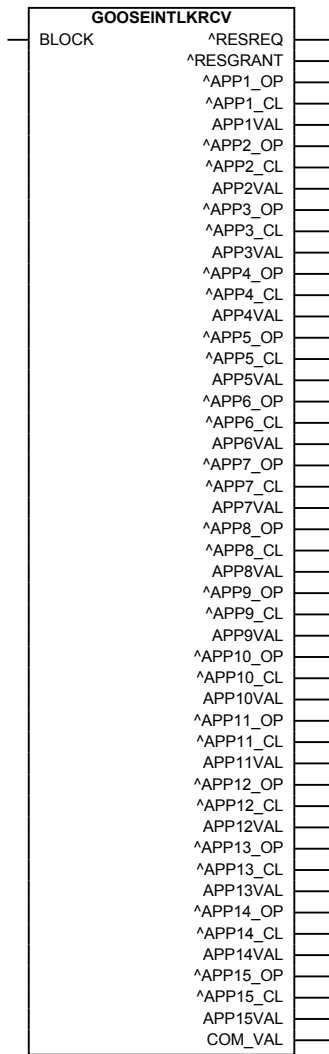 GOOSEINTLKRCV
BLOCK ^RESREQ
^RESGRANT
^APP1_OP
^APP1_CL
APP1VAL
^APP2_OP
^APP2_CL
APP2VAL
^APP3_OP
^APP3_CL
APP3VAL
^APP4_OP
^APP4_CL
APP4VAL
^APP5_OP
^APP5_CL
APP5VAL
^APP6_OP
^APP6_CL
APP6VAL
^APP7_OP
^APP7_CL
APP7VAL
^APP8_OP
^APP8_CL
APP8VAL
^APP9_OP
^APP9_CL
APP9VAL
^APP10_OP
^APP10_CL
APP10VAL
^APP11_OP
^APP11_CL
APP11VAL
^APP12_OP
^APP12_CL
APP12VAL
^APP13_OP
^APP13_CL
APP13VAL
^APP14_OP
^APP14_CL
APP14VAL
^APP15_OP
^APP15_CL
APP15VAL
COM_VAL